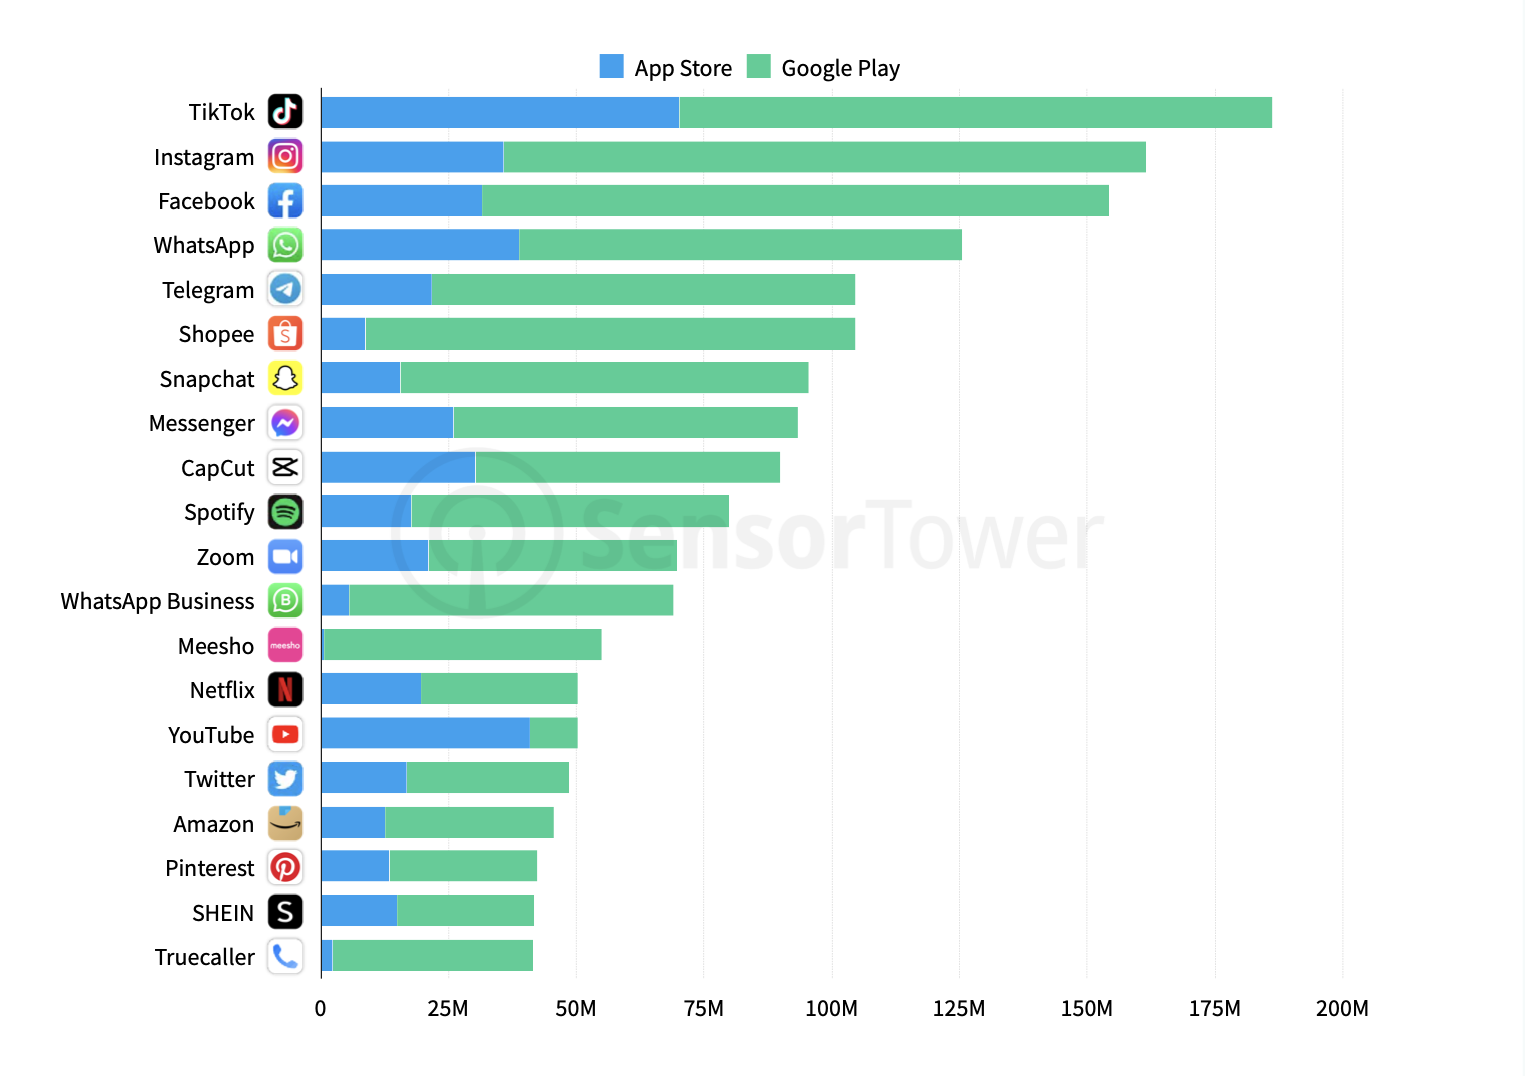 App Store Google Play
TikTok
Instagram
Facebook
WhatsApp
Telegram
Shopee
S
Snapchat
Messenger
CapCut
Spotify
Zoom
WhatsApp Business
B
Meesho
meesho
Netflix
N
YouTube
Twitter
Amazon
Pinterest
SHEIN
S
Truecaller
SensorTower
0 25M 50M 75M 100M 125M 150M 175M 200M